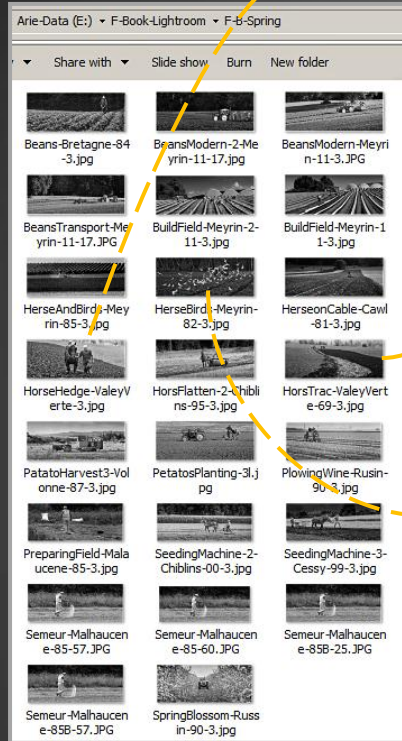 Arie-Data (E:) F-Book-Lightroom F-B-Spring
Share with Slide show Burn New folder
Beans-Bretagne-84
-3.jpg
BeansModern-2-Me
yrin-11-17.jpg
BeansModern-Meyri
n-11-3.JPG
BeansTransport-Me
yrin-11-17.JPG
BuildField-Meyrin-2-
11-3.jpg
BuildField-Meyrin-1
1-3.jpg
HerseAndBirds-Mey
rin-85-3.jpg
HerseBirds-Meyrin-
82-3.jpg
HerseonCable-Cawl
-81-3.jpg
HorseHedge-ValeyV
erte-3.jpg
HorsFlatten-2-Chibli
ns-95-3.jpg
HorsTrac-ValeyVert
e-69-3.jpg
PatatoHarvest3-Vol
onne-87-3.jpg
PetatosPlanting-3l.j
pg
PlowingWine-Rusin-
90-3.jpg
PreparingField-Mala
ucene-85-3.jpg
SeedingMachine-2-
Chiblins-00-3.jpg
SeedingMachine-3-
Cessy-99-3.jpg
Semeur-Malhaucen
e-85-57.JPG
Semeur-Malhaucen
e-85-60.JPG
Semeur-Malhaucen
e-85B-25.JPG
Semeur-Malhaucen
e-85B-57.JPG
SpringBlossom-Russ
in-90-3.jpg